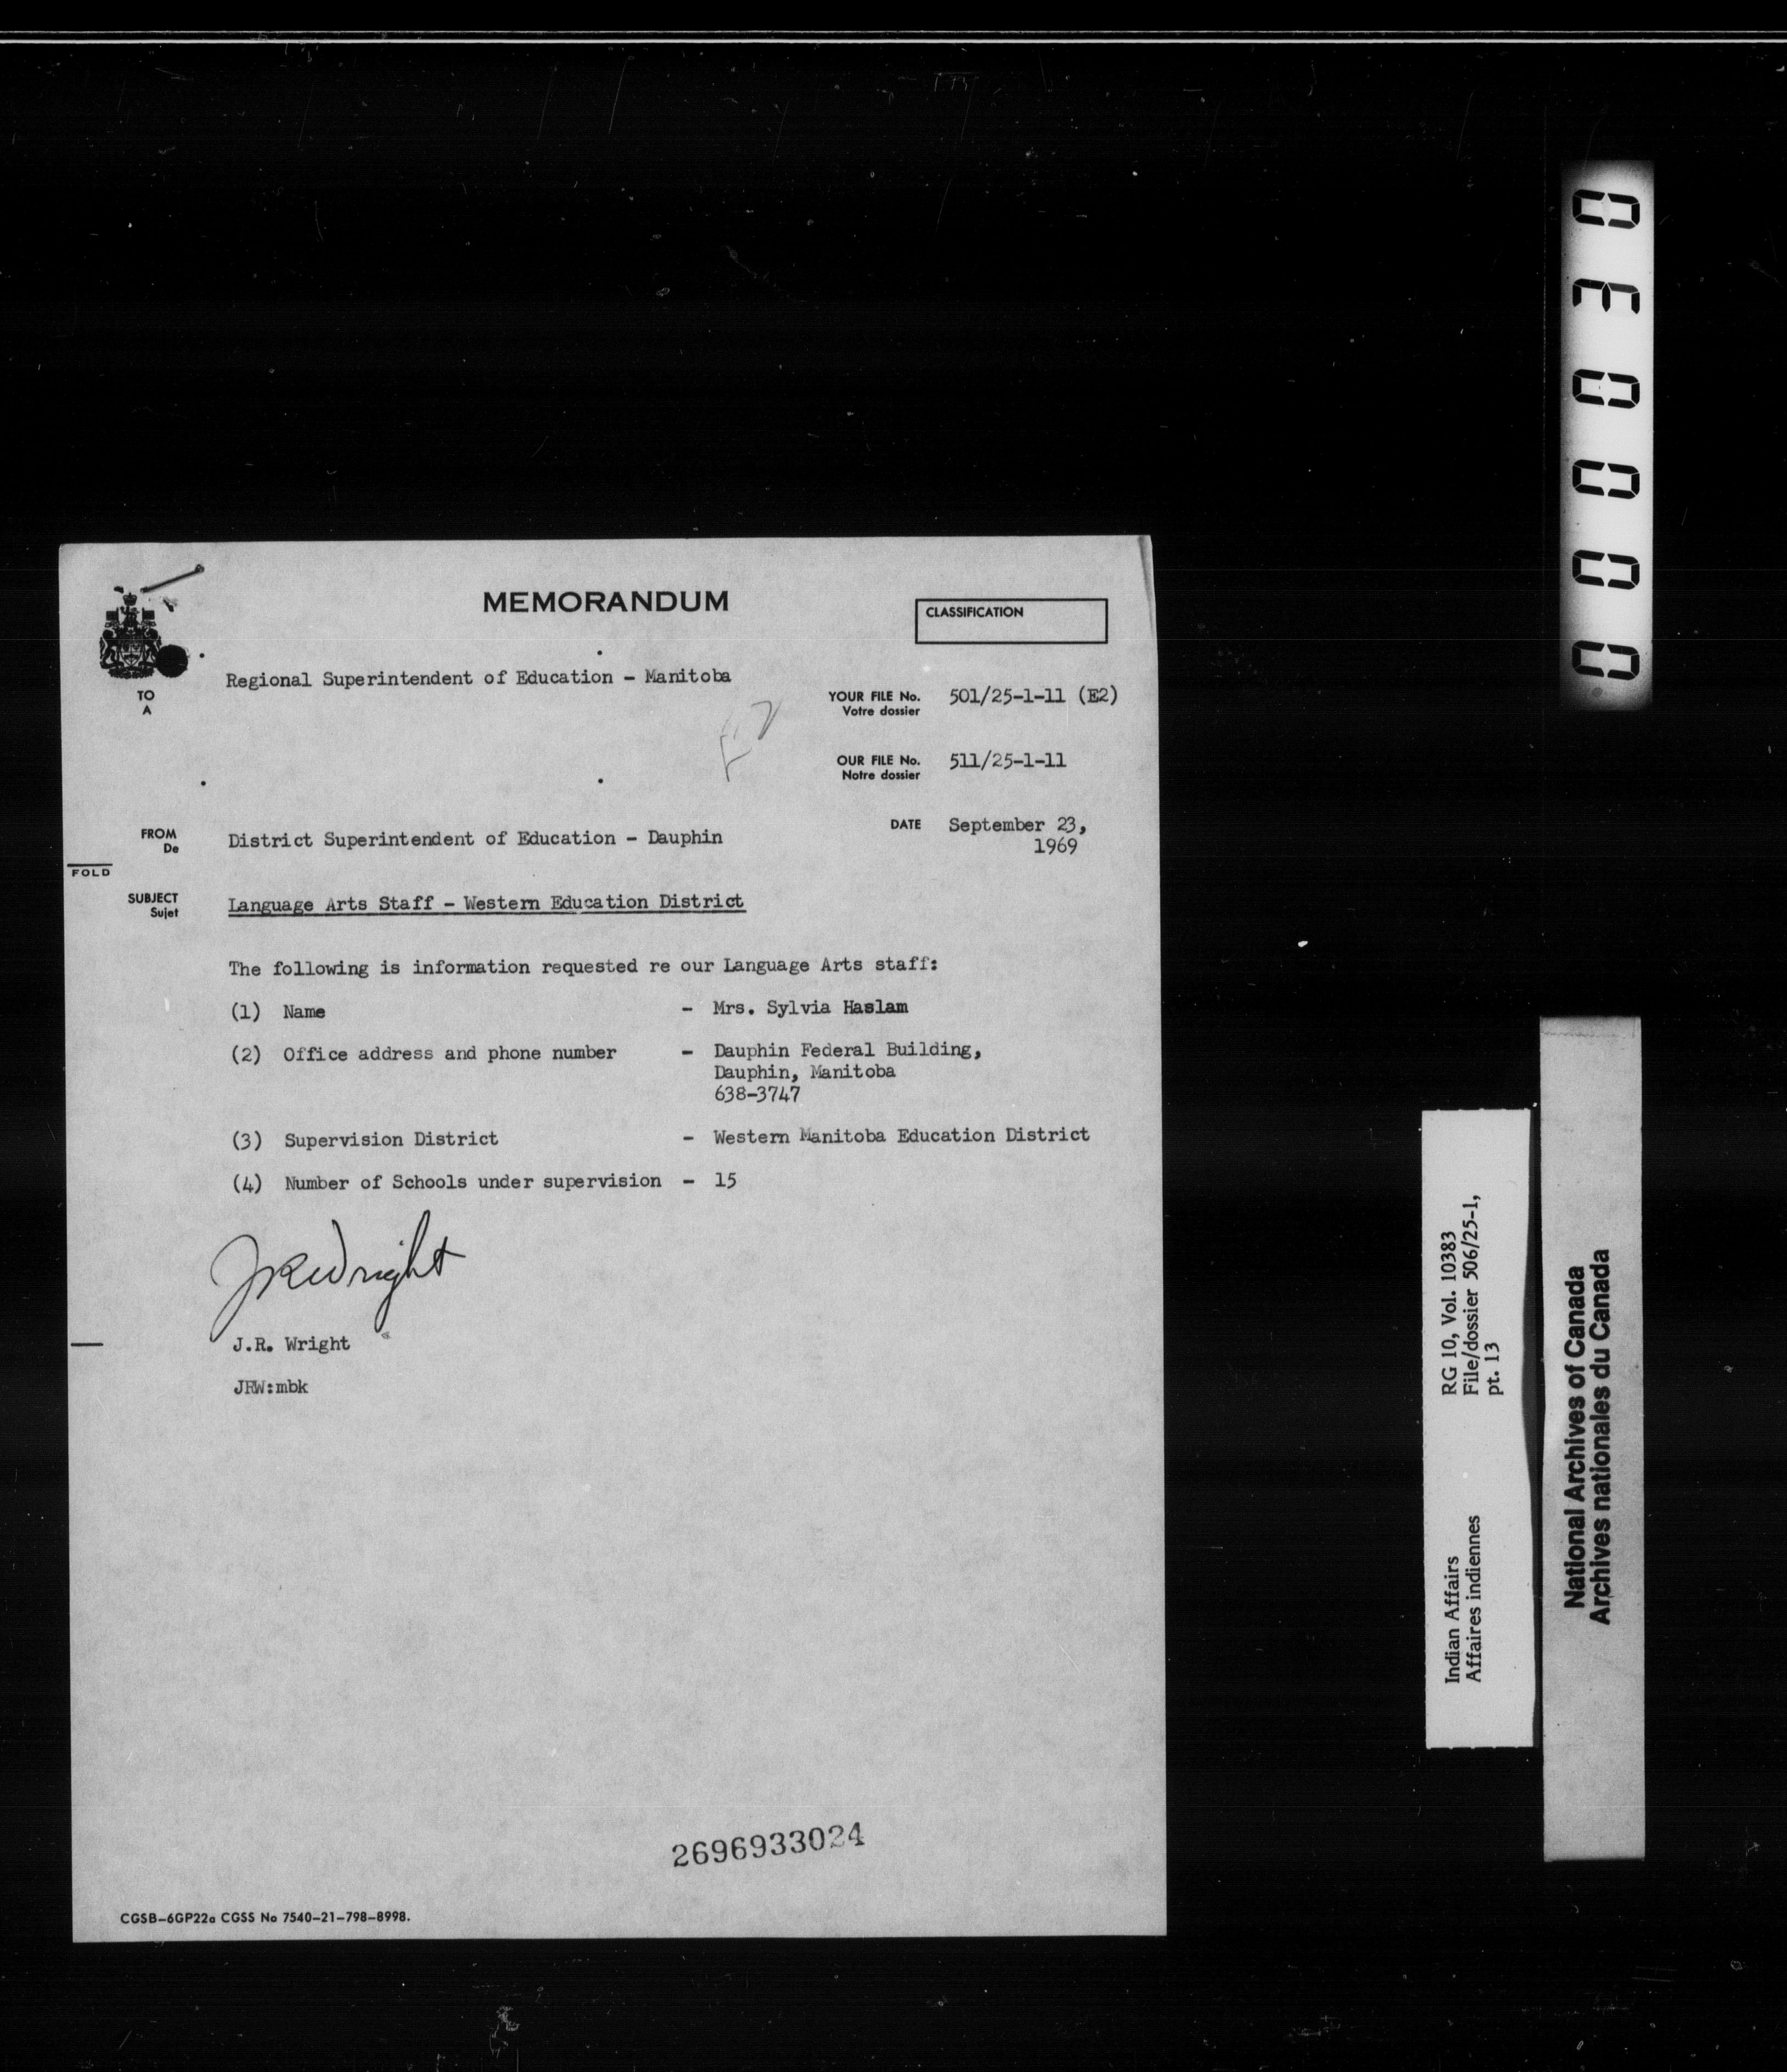 MEMORANDUM
CLASSIFICATION
TO
A
Regional Superintendent of Education - Manitoba
YOUR FILE No. 501/25-1-11 (E2)
Votre dossier
OUR FILE No. 511/25-1-11
Notre dossier
DATE September 23,
1969
FROM
De
District Superintendent of Education - Dauphin
FOLD
SUBJECT
Sujet
Language Arts Staff - Western Education District
The following is information requested re our Language Arts staff:
(1) Name - Mrs. Sylvia Haslam
(2) Office address and phone number - Dauphin Federal Building,
Dauphin, Manitoba
638-3747
(3) Supervision District - Western Manitoba Education District
(4) Number of Schools under supervision - 15
JRWright
J.R. Wright
JRW:mbk
2696933024
CGSB-6GP22a CGSS No 7540-21-798-8998.
000030
RG 10, Vol. 10383
File/dossier 506/25-1,
pt. 13
Indian Affairs
Affaires indiennes
National Archives of Canada
Archives nationales du Canada